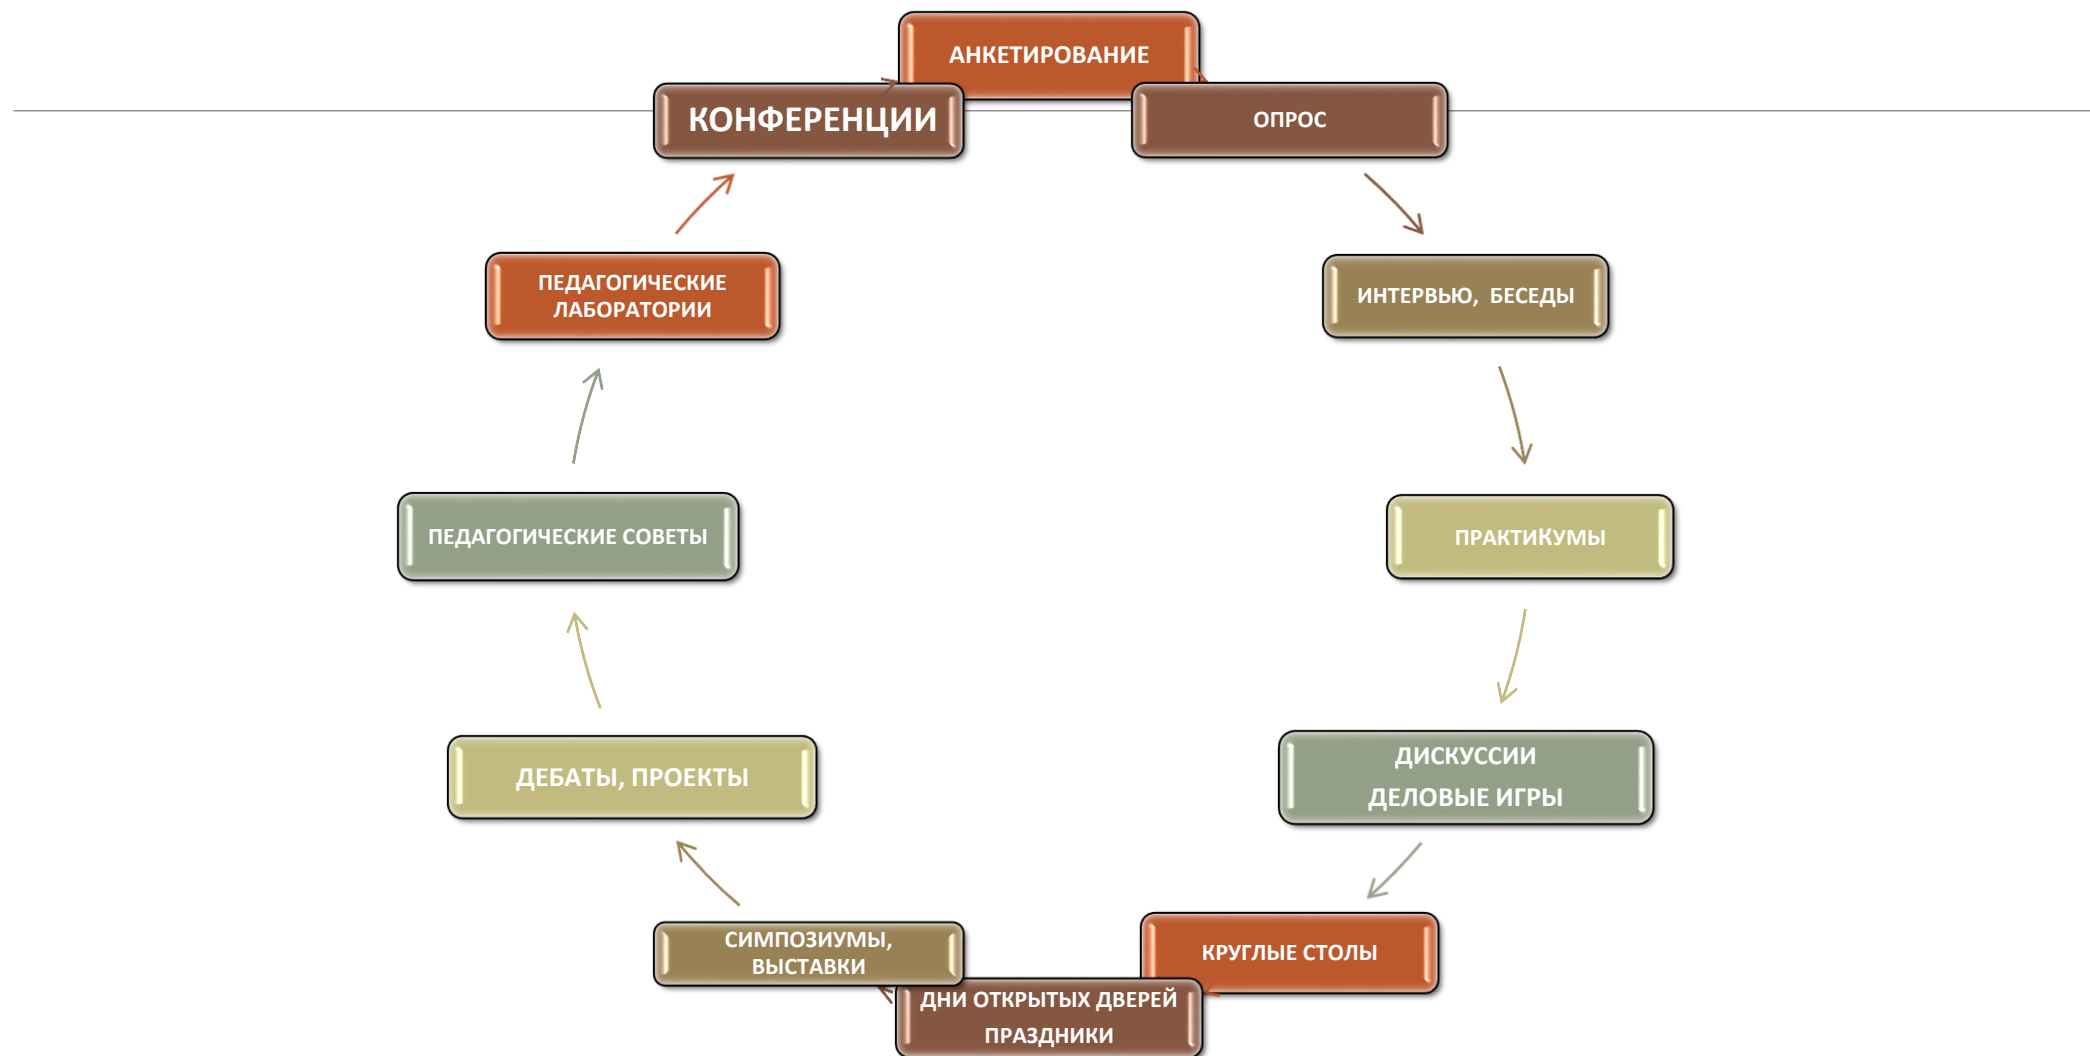 АНКЕТИРОВАНИЕ
КОНФЕРЕНЦИИ
ОПРОС
ПЕДАГОГИЧЕСКИЕ
ЛАБОРАТОРИИ
ИНТЕРВЬЮ, БЕСЕДЫ
ПЕДАГОГИЧЕСКИЕ СОВЕТЫ
ПРАКТИКУМЫ
ДЕБАТЫ, ПРОЕКТЫ
ДИСКУССИИ
ДЕЛОВЫЕ ИГРЫ
СИМПОЗИУМЫ,
ВЫСТАВКИ
КРУГЛЫЕ СТОЛЫ
ДНИ ОТКРЫТЫХ ДВЕРЕЙ
ПРАЗДНИКИ